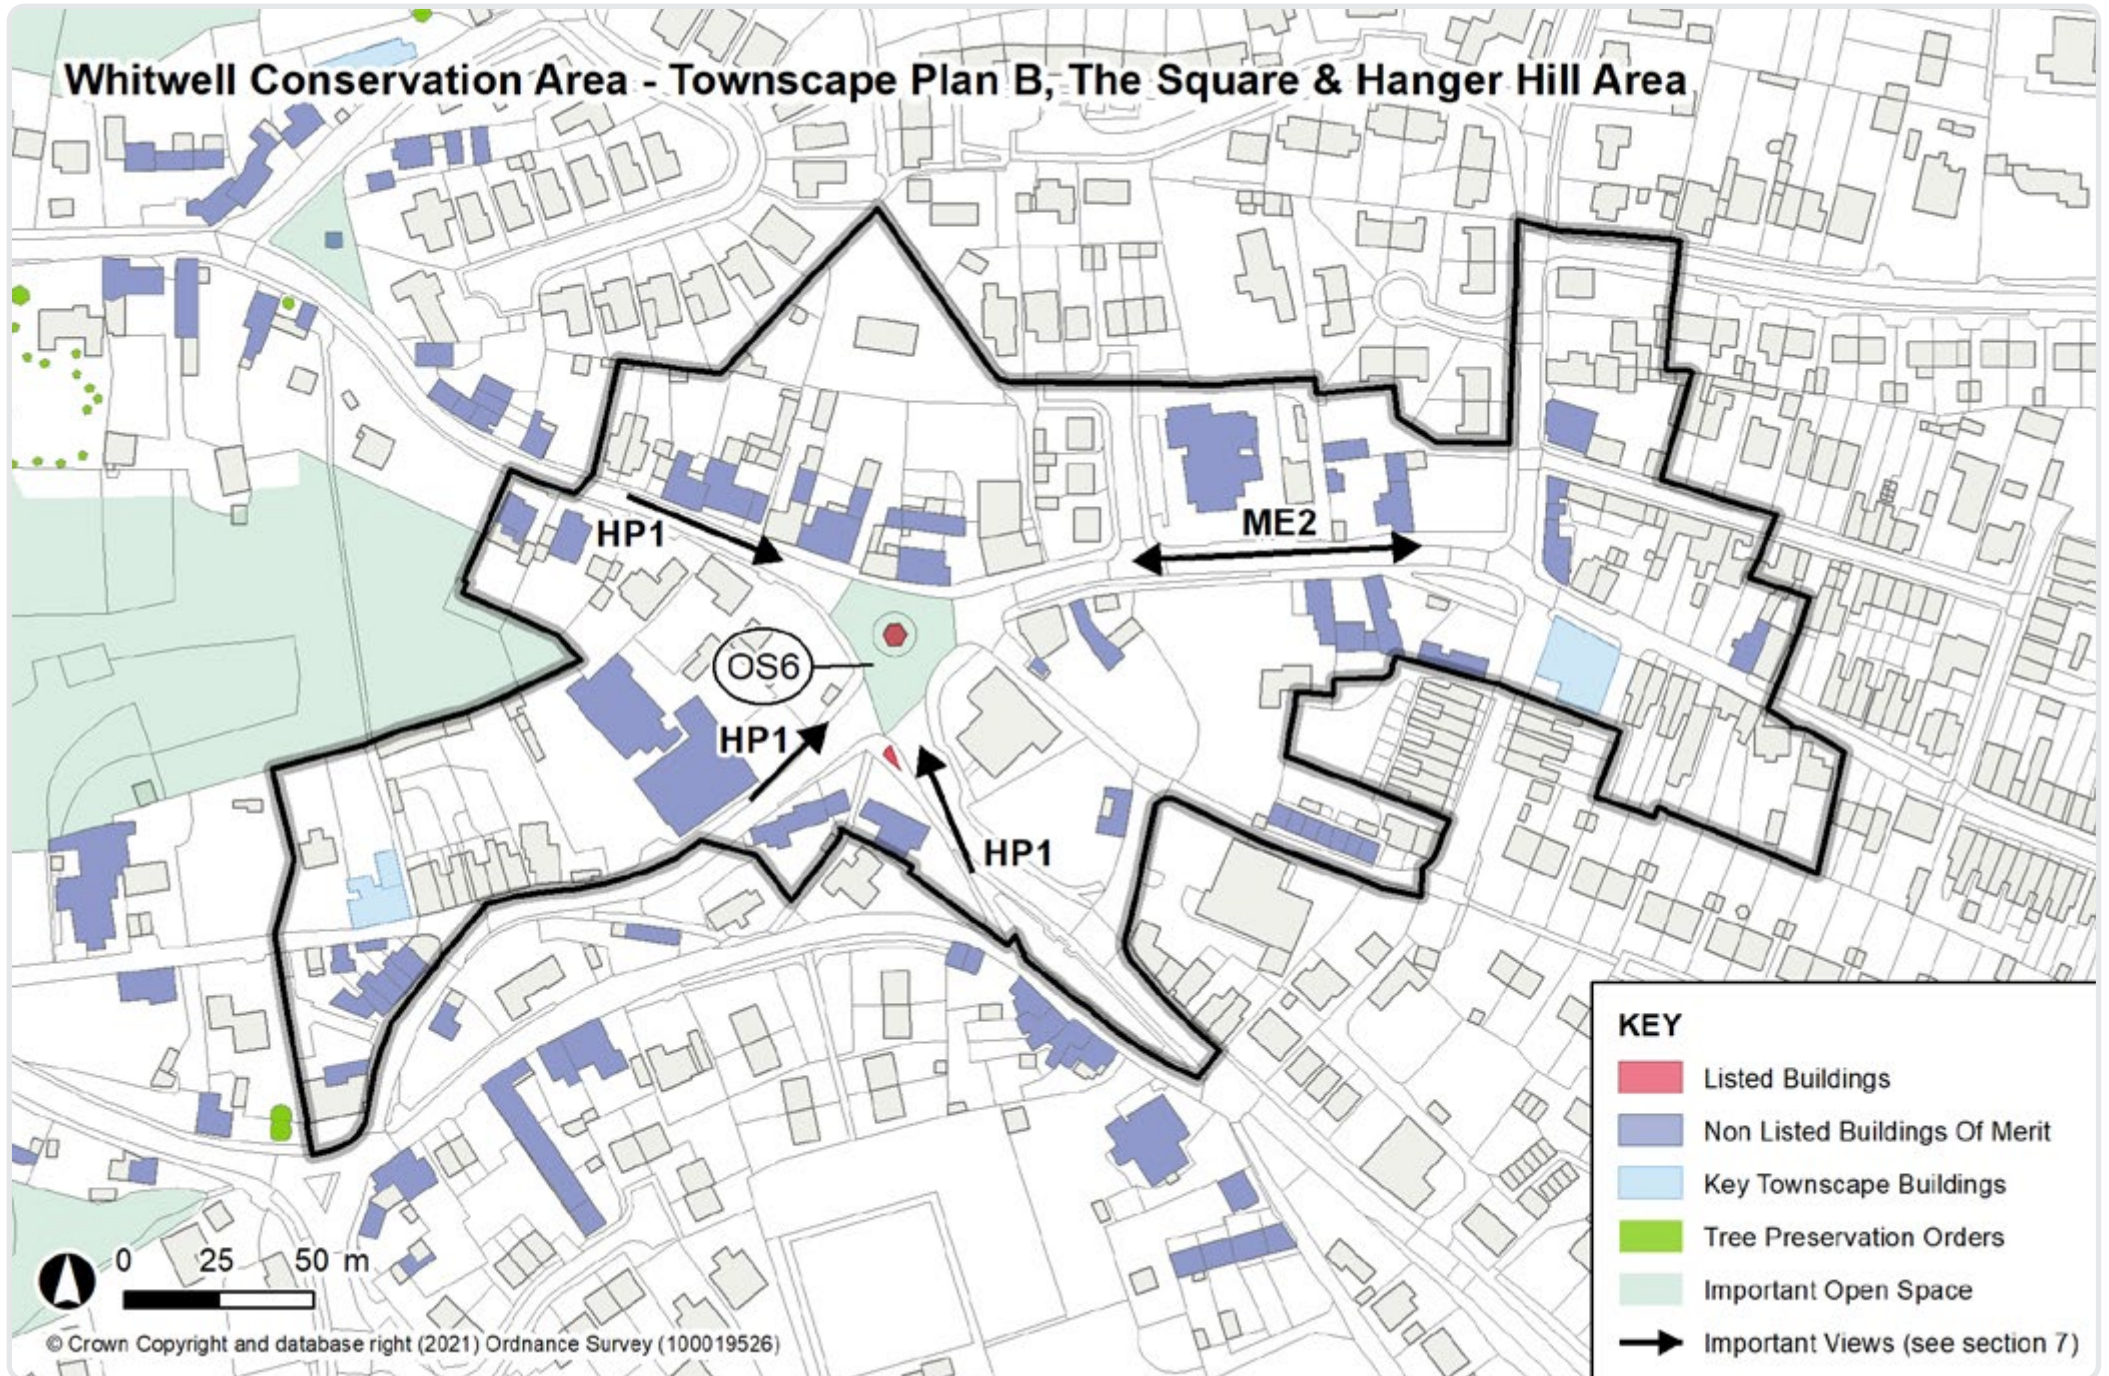 Whitwell Conservation Area - Townscape Plan B, The Square & Hanger Hill Area
HP1
ME2
OS6
HP1
HP1
KEY
Listed Buildings
Non Listed Buildings Of Merit
Key Townscape Buildings
Tree Preservation Orders
Important Open Space
Important Views (see section 7)
0 25 50 m
© Crown Copyright and database right (2021) Ordnance Survey (100019526)